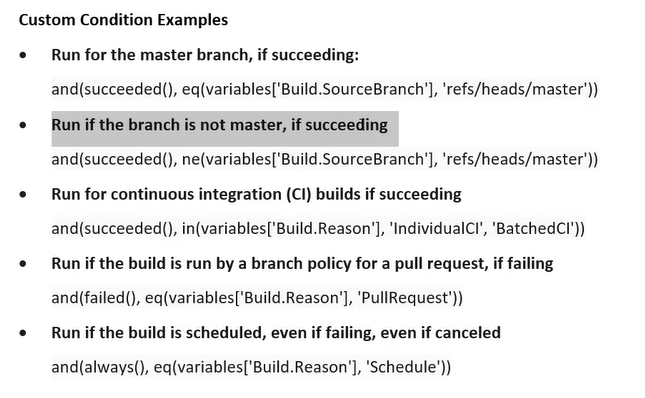 Custom Condition Examples
• Run for the master branch, if succeeding:
and(succeeded(), eq(variables['Build.SourceBranch'], 'refs/heads/master'))
• Run if the branch is not master, if succeeding
and(succeeded(), ne(variables['Build.SourceBranch'], 'refs/heads/master'))
• Run for continuous integration (CI) builds if succeeding
and(succeeded(), in(variables['Build.Reason'], 'IndividualCI', 'BatchedCI'))
• Run if the build is run by a branch policy for a pull request, if failing
and(failed(), eq(variables['Build.Reason'], 'PullRequest'))
• Run if the build is scheduled, even if failing, even if canceled
and(always(), eq(variables['Build.Reason'], 'Schedule'))